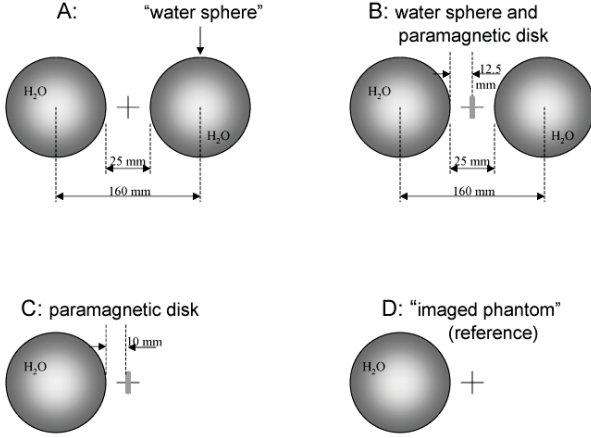 A:
“water sphere”
H₂O
H₂O
25 mm
160 mm
B: water sphere and
paramagnetic disk
12.5
mm
H₂O
H₂O
25 mm
160 mm
C: paramagnetic disk
10 mm
H₂O
D: “imaged phantom”
(reference)
H₂O